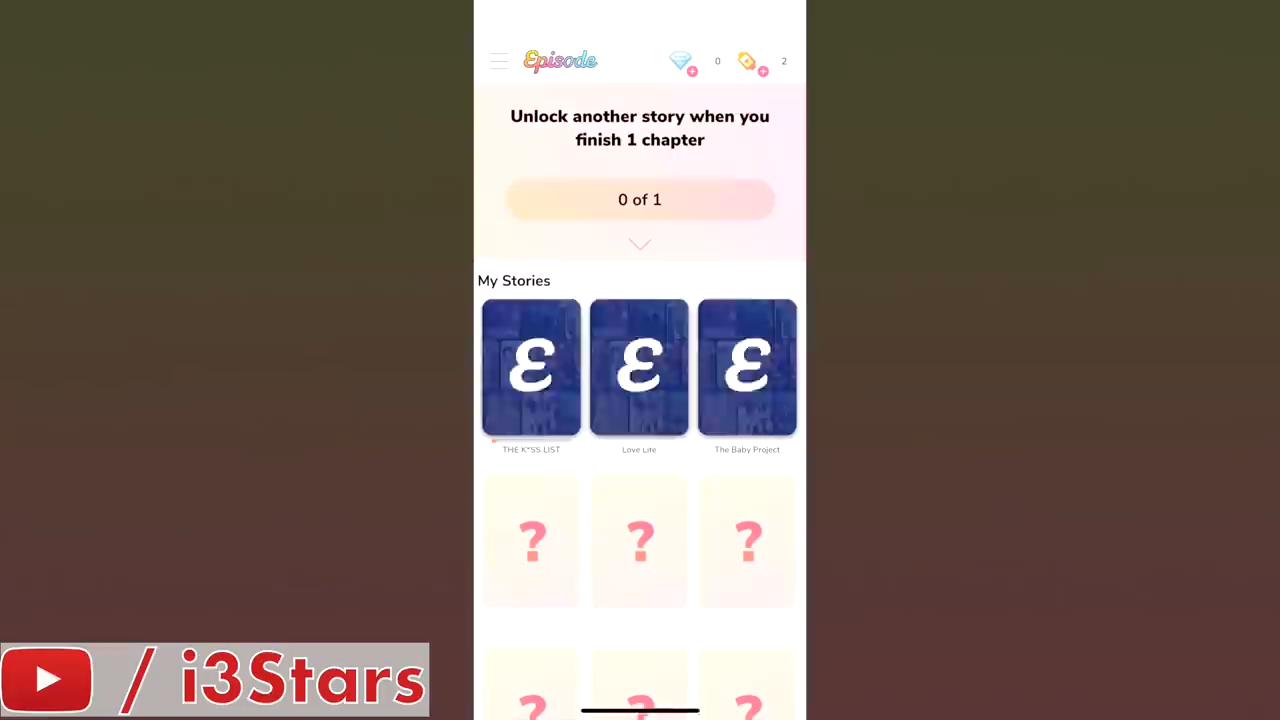 Episode
0
2
Unlock another story when you
finish 1 chapter
0 of 1
My Stories
ε ε ε
THE K*SS LIST
Love Life
The Baby Project
? ? ?
? ? ?
/ i3Stars